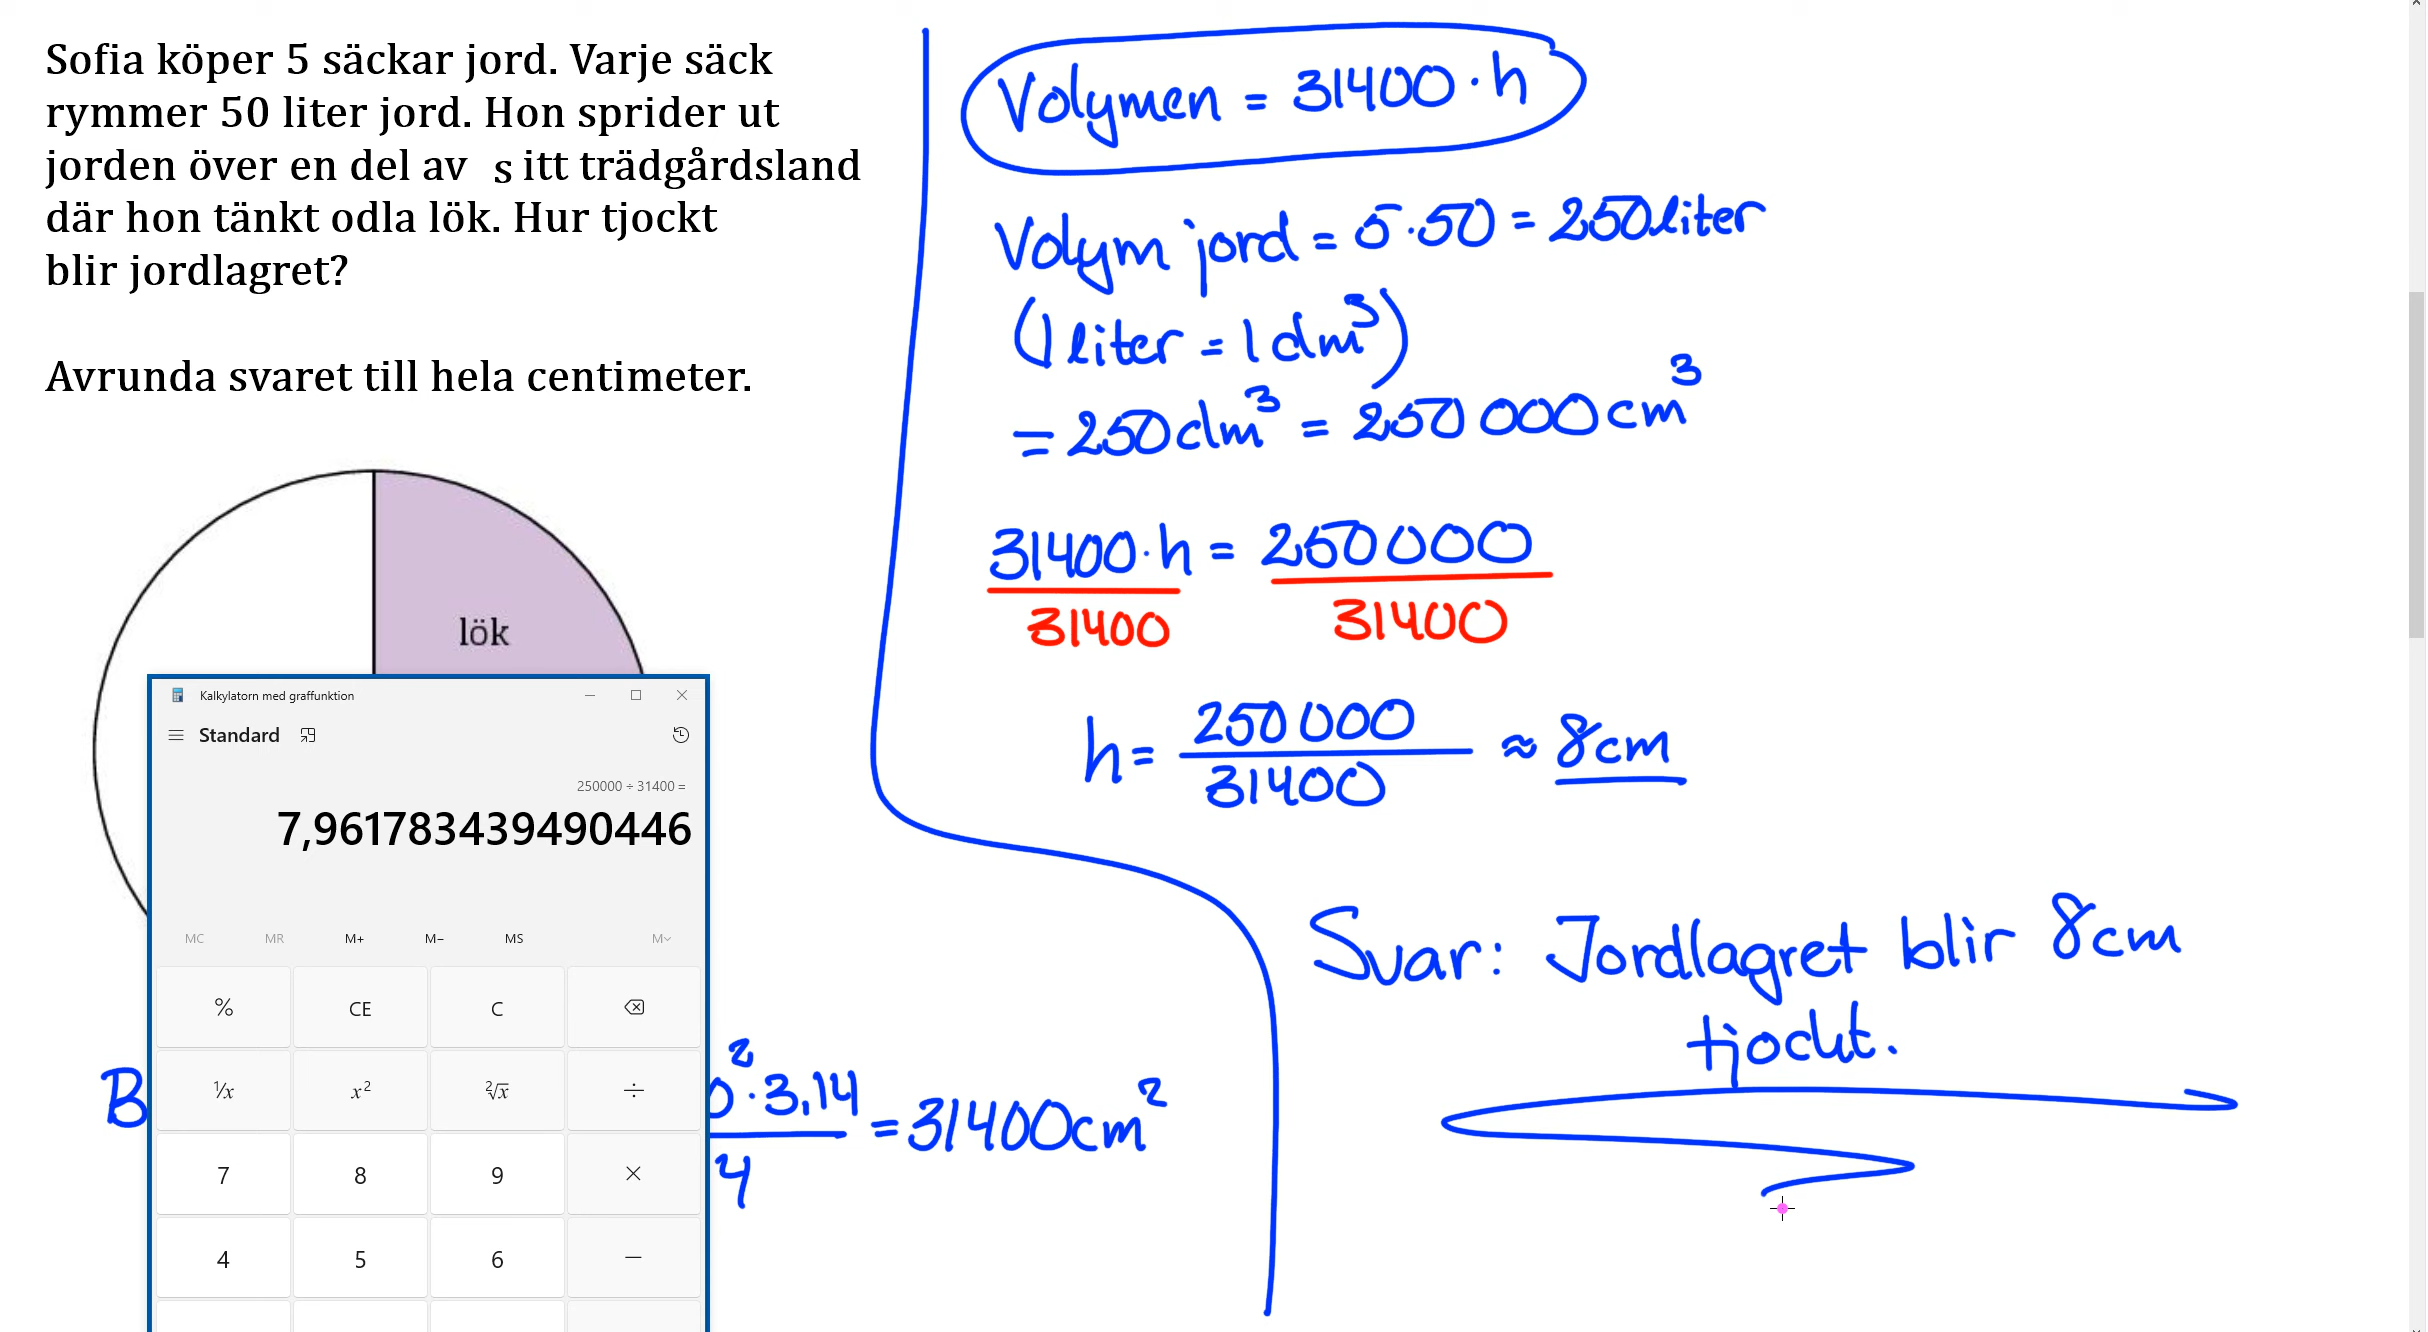 Sofia köper 5 säckar jord. Varje säck
rymmer 50 liter jord. Hon sprider ut
jorden över en del av sitt trädgårdsland
där hon tänkt odla lök. Hur tjockt
blir jordlagret?
Avrunda svaret till hela centimeter.
lök
Kalkylatorn med graffunktion
Standard
250000 ÷ 31400 =
7,961783439490446
MC MR M+ M− MS M˅
% CE C
¹/x x² ²√x ÷
7 8 9 ×
4 5 6 −
B
0² · 3,14
4
= 31400cm²
Volymen = 31400 · h
Volym jord = 5 · 50 = 250 liter
(1 liter = 1 dm³)
= 250 dm³ = 250 000 cm³
31400 · h = 250 000
31400 31400
h = 250 000
31400
≈ 8cm
Svar: Jordlagret blir 8cm
tjockt.